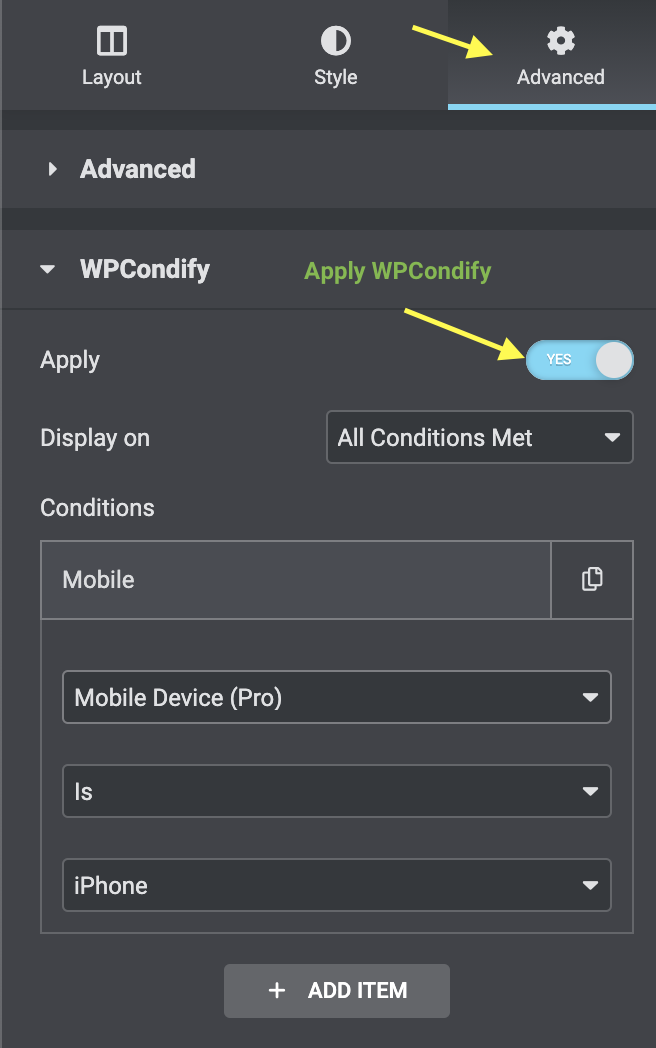 Layout
Style
Advanced
Advanced
WPCondify
Apply WPCondify
Apply
YES
Display on
All Conditions Met
Conditions
Mobile
Mobile Device (Pro)
Is
iPhone
+ ADD ITEM